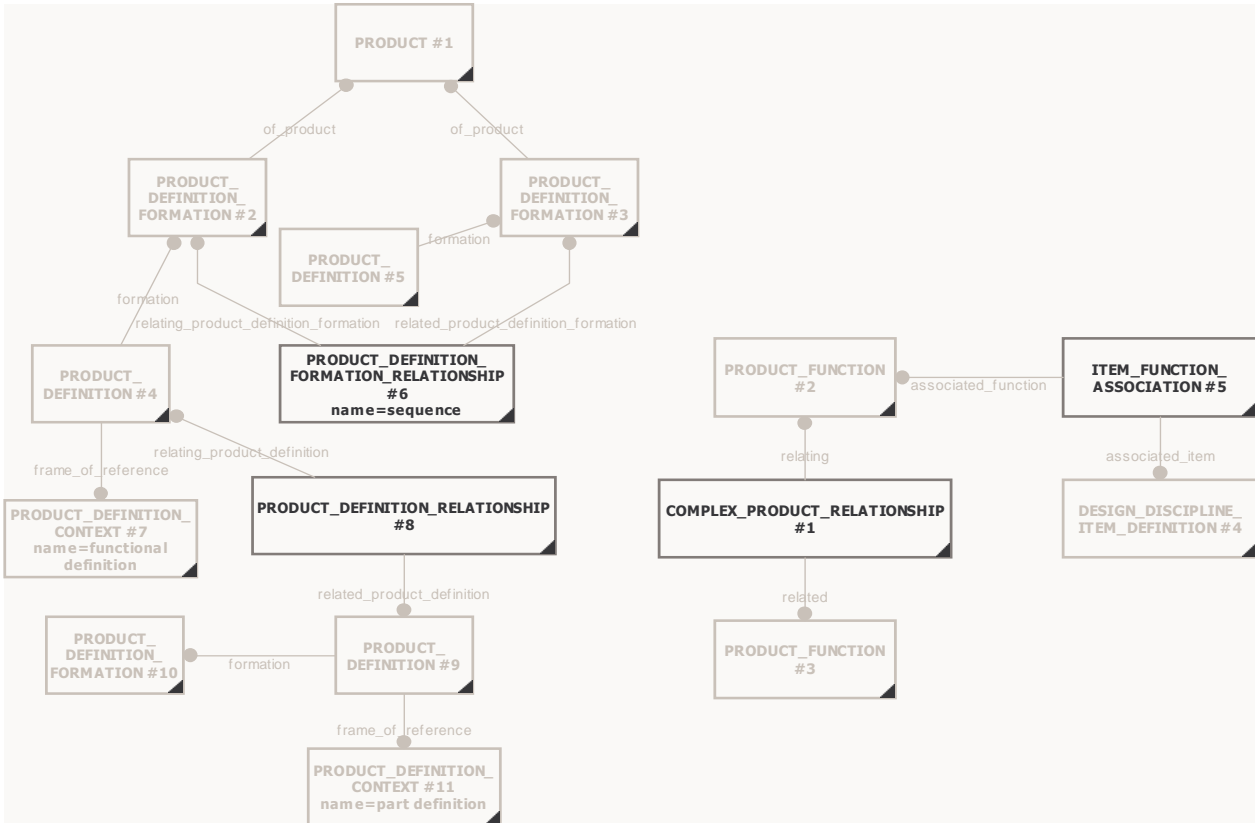 PRODUCT #1
of_product
of_product
PRODUCT_
DEFINITION_
FORMATION #2
PRODUCT_
DEFINITION_
FORMATION #3
formation
PRODUCT_
DEFINITION #5
formation
relating_product_definition_formation
related_product_definition_formation
PRODUCT_
DEFINITION #4
PRODUCT_DEFINITION_
FORMATION_RELATIONSHIP
#6
name=sequence
relating_product_definition
frame_of_reference
PRODUCT_DEFINITION_
CONTEXT #7
name=functional
definition
PRODUCT_DEFINITION_RELATIONSHIP
#8
related_product_definition
PRODUCT_
DEFINITION_
FORMATION #10
formation
PRODUCT_
DEFINITION #9
frame_of_reference
PRODUCT_DEFINITION_
CONTEXT #11
name=part definition
PRODUCT_FUNCTION
#2
associated_function
ITEM_FUNCTION_
ASSOCIATION #5
relating
associated_item
COMPLEX_PRODUCT_RELATIONSHIP
#1
DESIGN_DISCIPLINE_
ITEM_DEFINITION #4
related
PRODUCT_FUNCTION
#3